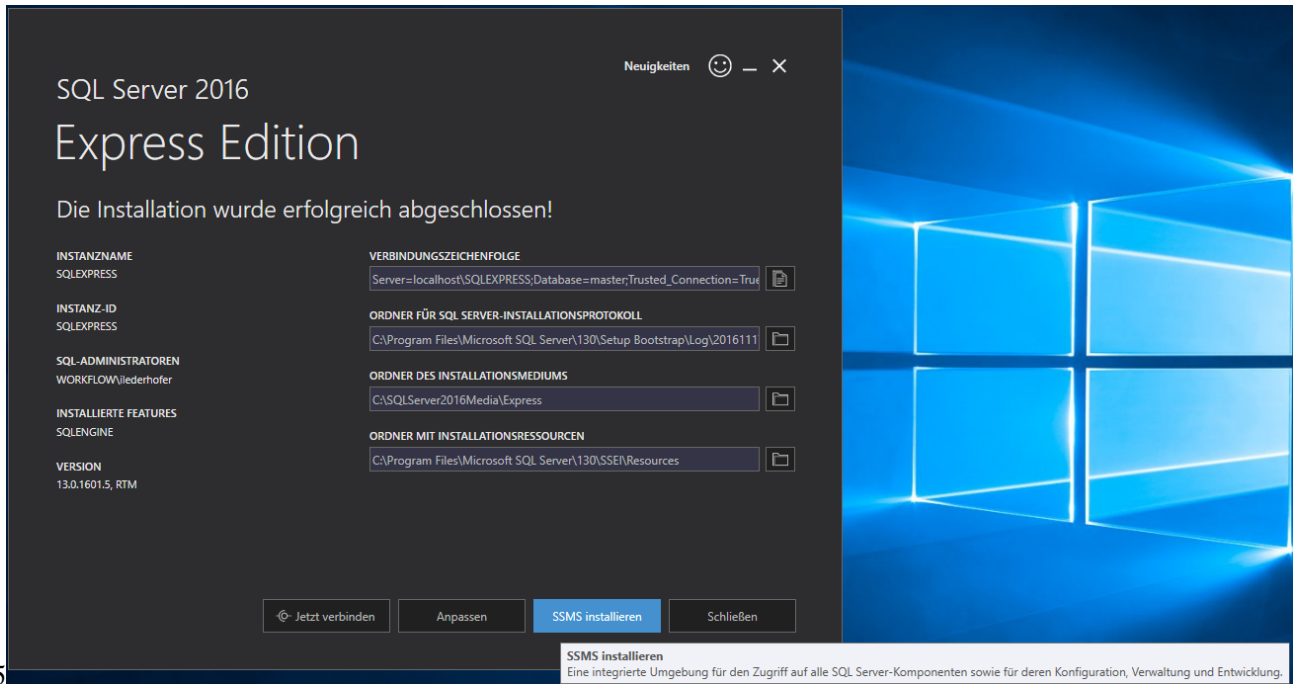 Neuigkeiten
SQL Server 2016
Express Edition
Die Installation wurde erfolgreich abgeschlossen!
INSTANZNAME
SQLEXPRESS
INSTANZ-ID
SQLEXPRESS
SQL-ADMINISTRATOREN
WORKFLOW\ilederhofer
INSTALLIERTE FEATURES
SQLENGINE
VERSION
13.0.1601.5, RTM
VERBINDUNGSZEICHENFOLGE
Server=localhost\SQLEXPRESS;Database=master;Trusted_Connection=True
ORDNER FÜR SQL SERVER-INSTALLATIONSPROTOKOLL
C:\Program Files\Microsoft SQL Server\130\Setup Bootstrap\Log\2016111
ORDNER DES INSTALLATIONSMEDIUMS
C:\SQLServer2016Media\Express
ORDNER MIT INSTALLATIONSRESSOURCEN
C:\Program Files\Microsoft SQL Server\130\SSEI\Resources
Jetzt verbinden
Anpassen
SSMS installieren
Schließen
SSMS installieren
Eine integrierte Umgebung für den Zugriff auf alle SQL Server-Komponenten sowie für deren Konfiguration, Verwaltung und Entwicklung.